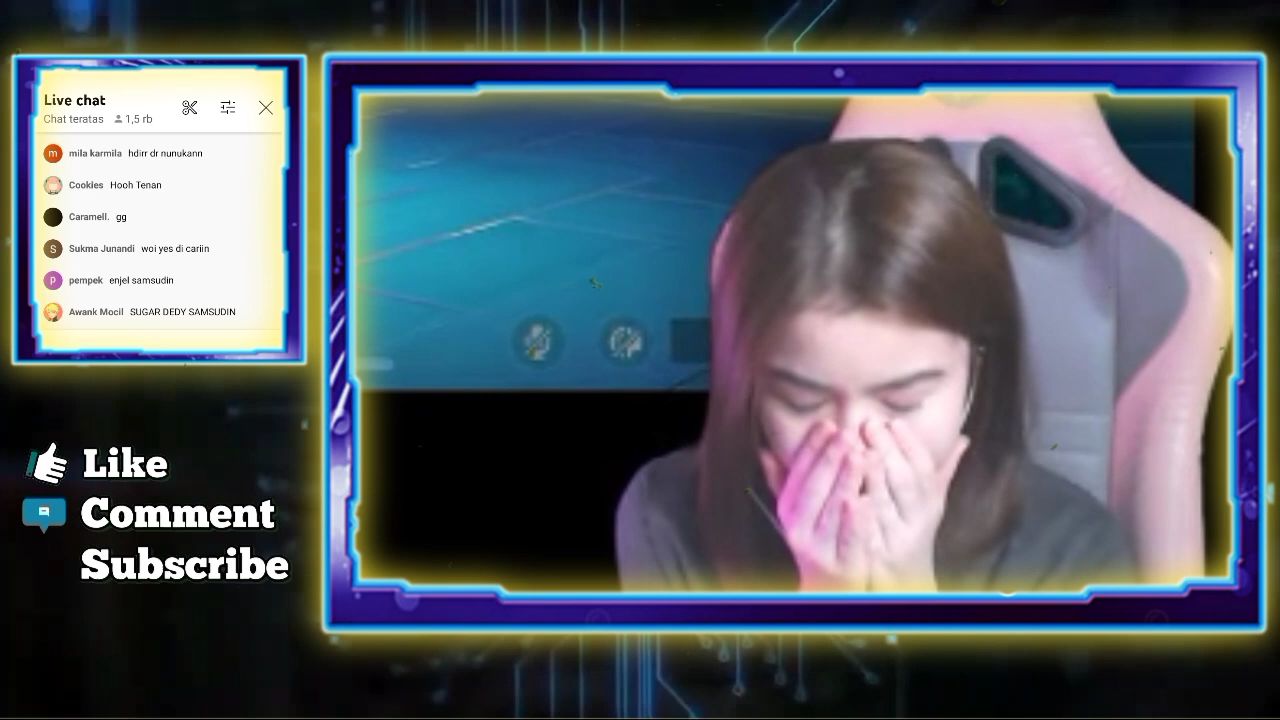 Live chat
Chat teratas 1,5 rb
m mila karmila hdirr dr nunukann
Cookies Hooh Tenan
Caramell. gg
S Sukma Junandi woi yes di cariin
p pempek enjel samsudin
Awank Mocil SUGAR DEDY SAMSUDIN
Like
Comment
Subscribe